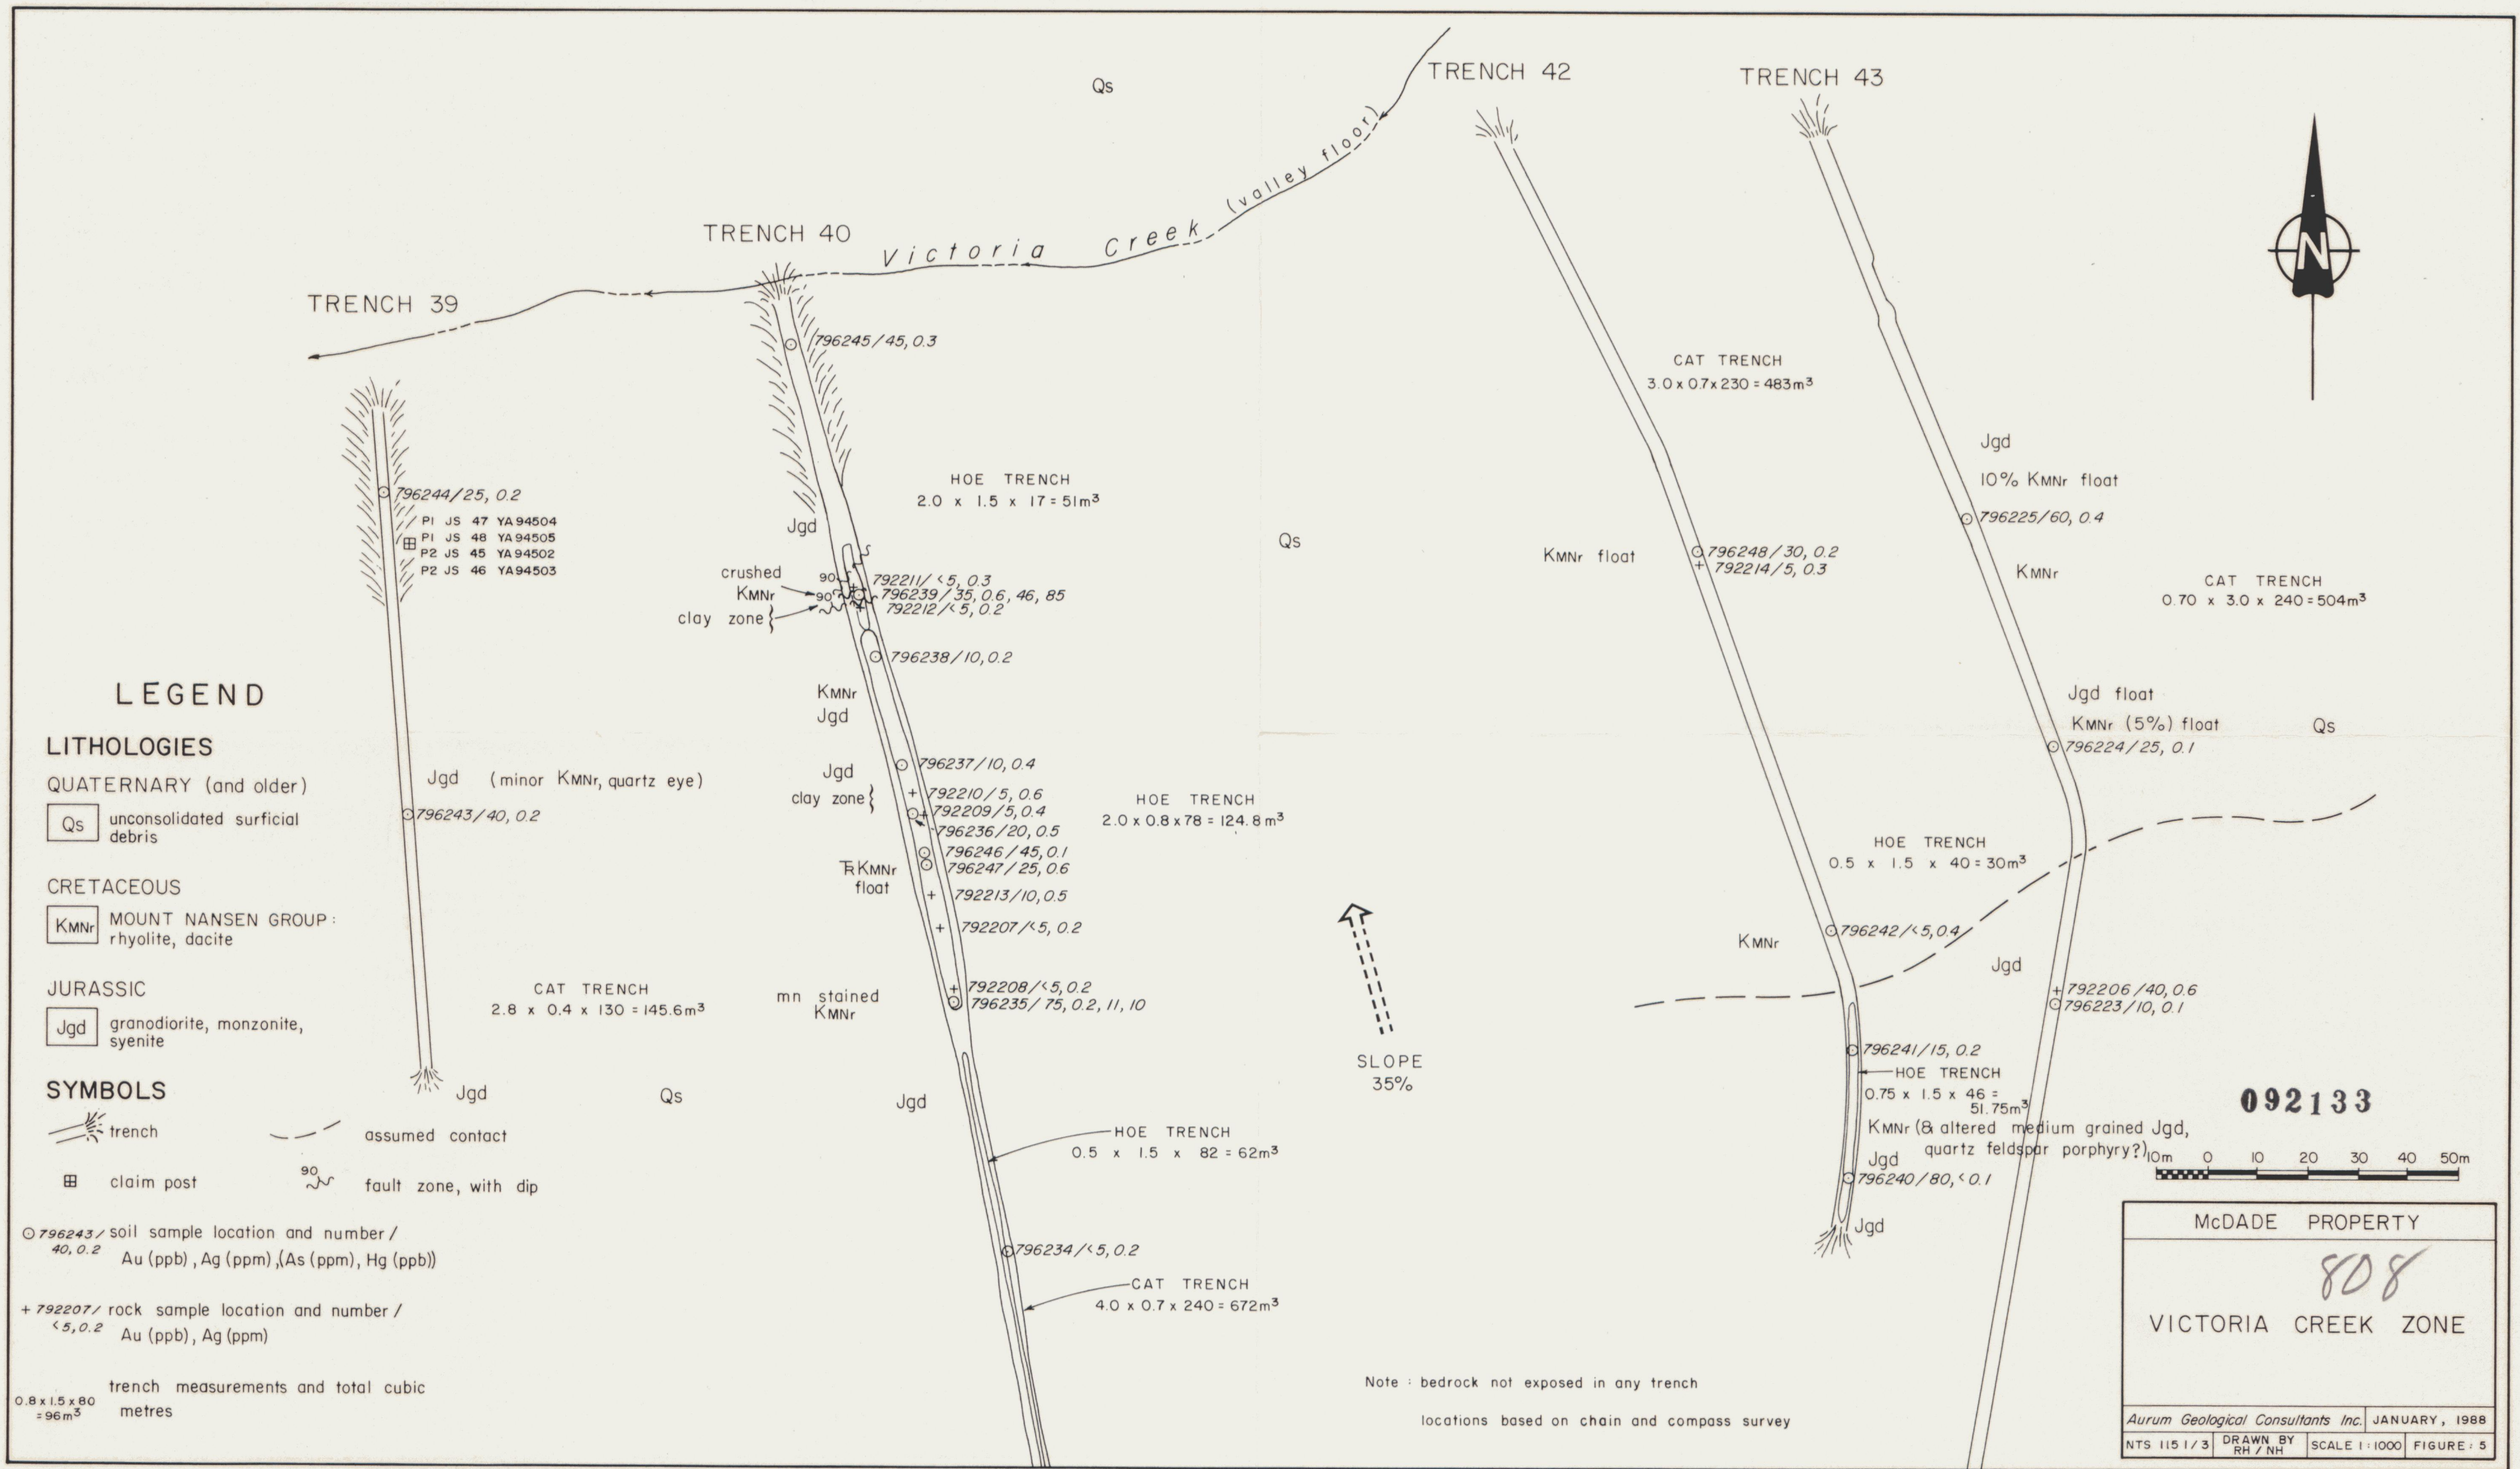 Qs
TRENCH 42
TRENCH 43
TRENCH 40
Victoria Creek (valley floor)
TRENCH 39
N
796245/45, 0.3
CAT TRENCH
3.0 x 0.7 x 230 = 483m³
HOE TRENCH
2.0 x 1.5 x 17 = 51m³
796244/25, 0.2
P1 JS 47 YA94504
P1 JS 48 YA94505
P2 JS 45 YA94502
P2 JS 46 YA94503
Jgd
crushed
KMNr
clay zone
90
90
792211/<5, 0.3
796239/35, 0.6, 46, 85
792212/<5, 0.2
796238/10, 0.2
KMNr
Jgd
796237/10, 0.4
Jgd
clay zone
792210/5, 0.6
792209/5, 0.4
796236/20, 0.5
796246/45, 0.1
796247/25, 0.6
TR KMNr
float
792213/10, 0.5
792207/<5, 0.2
792208/<5, 0.2
796235/75, 0.2, 11, 10
mn stained
KMNr
HOE TRENCH
2.0 x 0.8 x 78 = 124.8m³
Jgd (minor KMNr, quartz eye)
796243/40, 0.2
CAT TRENCH
2.8 x 0.4 x 130 = 145.6m³
Jgd
Qs
Jgd
HOE TRENCH
0.5 x 1.5 x 82 = 62m³
796234/<5, 0.2
CAT TRENCH
4.0 x 0.7 x 240 = 672m³
Qs
SLOPE
35%
KMNr float
796248/30, 0.2
792214/5, 0.3
Jgd
10% KMNr float
796225/60, 0.4
KMNr
CAT TRENCH
0.70 x 3.0 x 240 = 504m³
Jgd float
KMNr (5%) float
Qs
796224/25, 0.1
HOE TRENCH
0.5 x 1.5 x 40 = 30m³
796242/<5, 0.4
KMNr
Jgd
792206/40, 0.6
796223/10, 0.1
796241/15, 0.2
HOE TRENCH
0.75 x 1.5 x 46 =
51.75m³
KMNr (& altered medium grained Jgd,
quartz feldspar porphyry?)
Jgd
796240/80, <0.1
Jgd
LEGEND
LITHOLOGIES
QUATERNARY (and older)
Qs unconsolidated surficial
debris
CRETACEOUS
KMNr MOUNT NANSEN GROUP:
rhyolite, dacite
JURASSIC
Jgd granodiorite, monzonite,
syenite
SYMBOLS
trench
assumed contact
claim post
90 fault zone, with dip
796243/ soil sample location and number /
40, 0.2 Au (ppb), Ag (ppm), (As (ppm), Hg (ppb))
+ 792207/ rock sample location and number /
<5, 0.2 Au (ppb), Ag (ppm)
0.8 x 1.5 x 80 trench measurements and total cubic
= 96m³ metres
Note : bedrock not exposed in any trench
locations based on chain and compass survey
092133
10m 0 10 20 30 40 50m
McDADE PROPERTY
808
VICTORIA CREEK ZONE
Aurum Geological Consultants Inc. JANUARY, 1988
NTS 115 I/3 DRAWN BY RH / NH SCALE 1:1000 FIGURE: 5